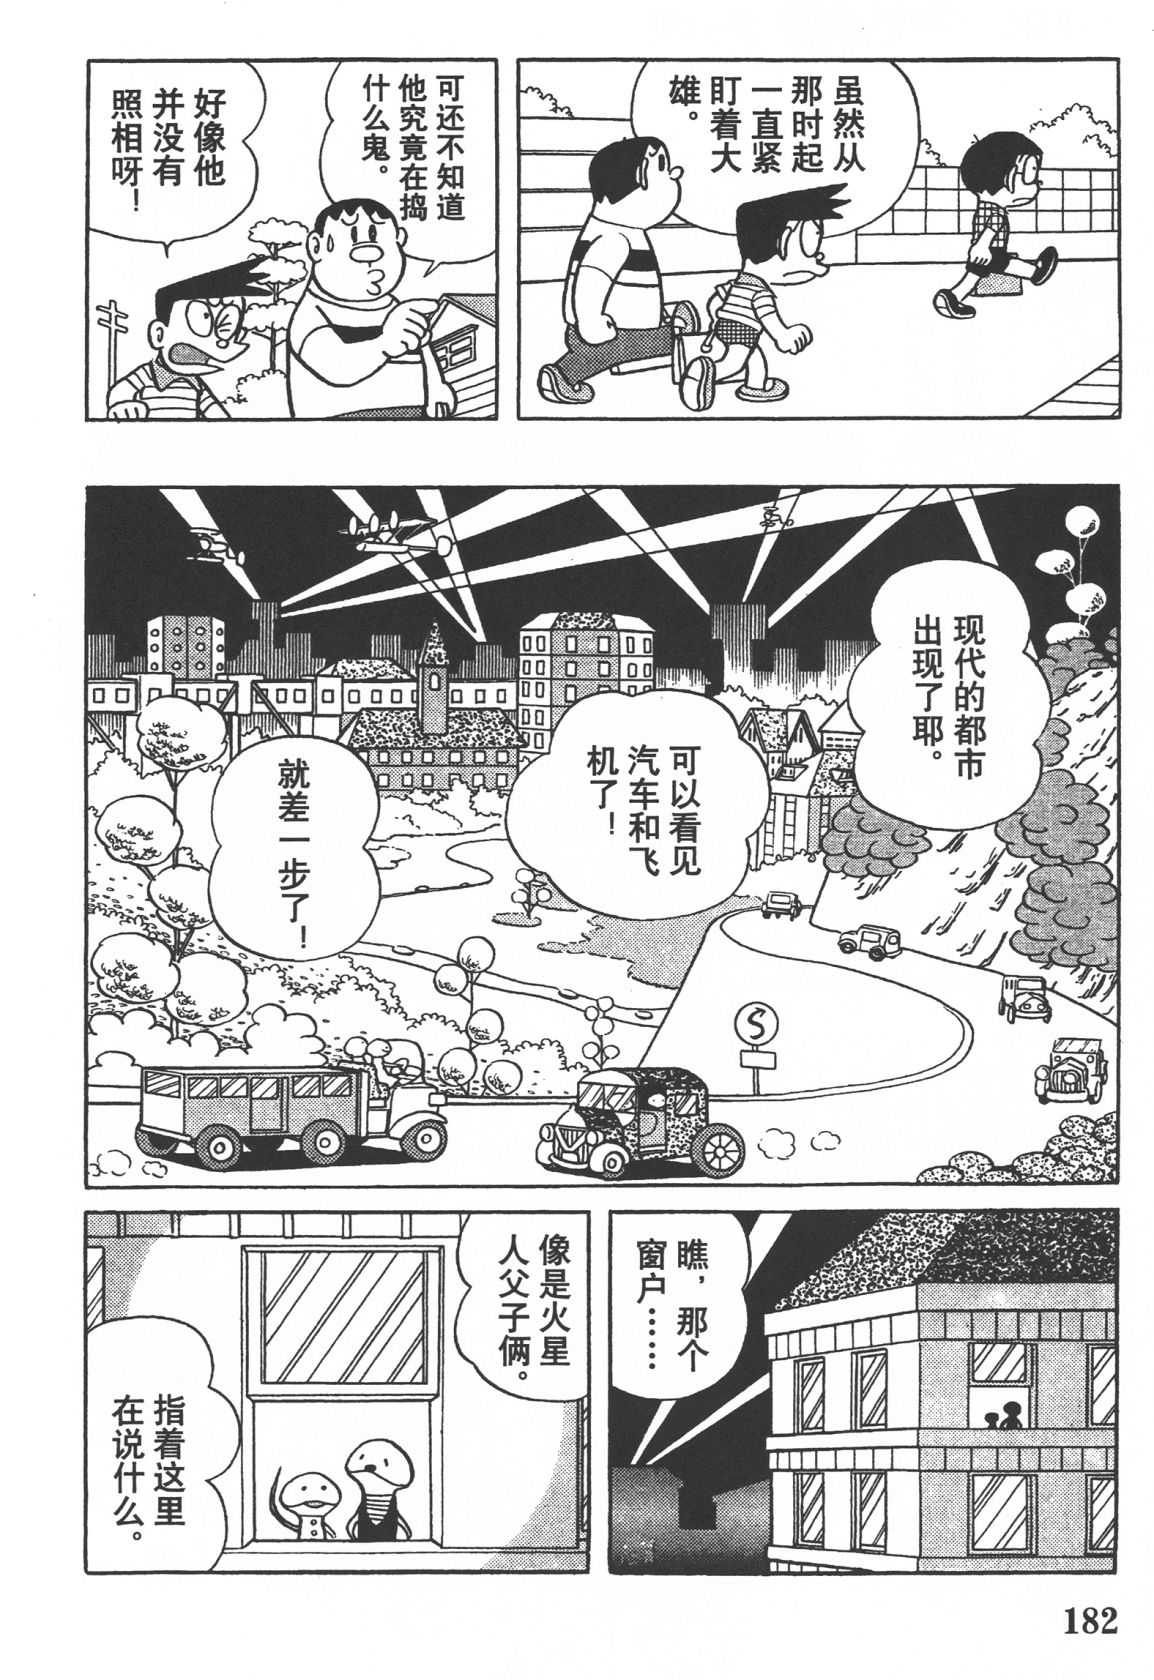 虽然从
那时起
一直紧
盯着大
雄。
可还不知道
他究竟在搗
什么鬼。
好像他
并没有
照相呀！
现代的都市
出现了耶。
可以看见
汽车和飞
机了！
就差一步了！
瞧，那个
窗户……
像是火星
人父子俩。
指着这里
在说什么。
182